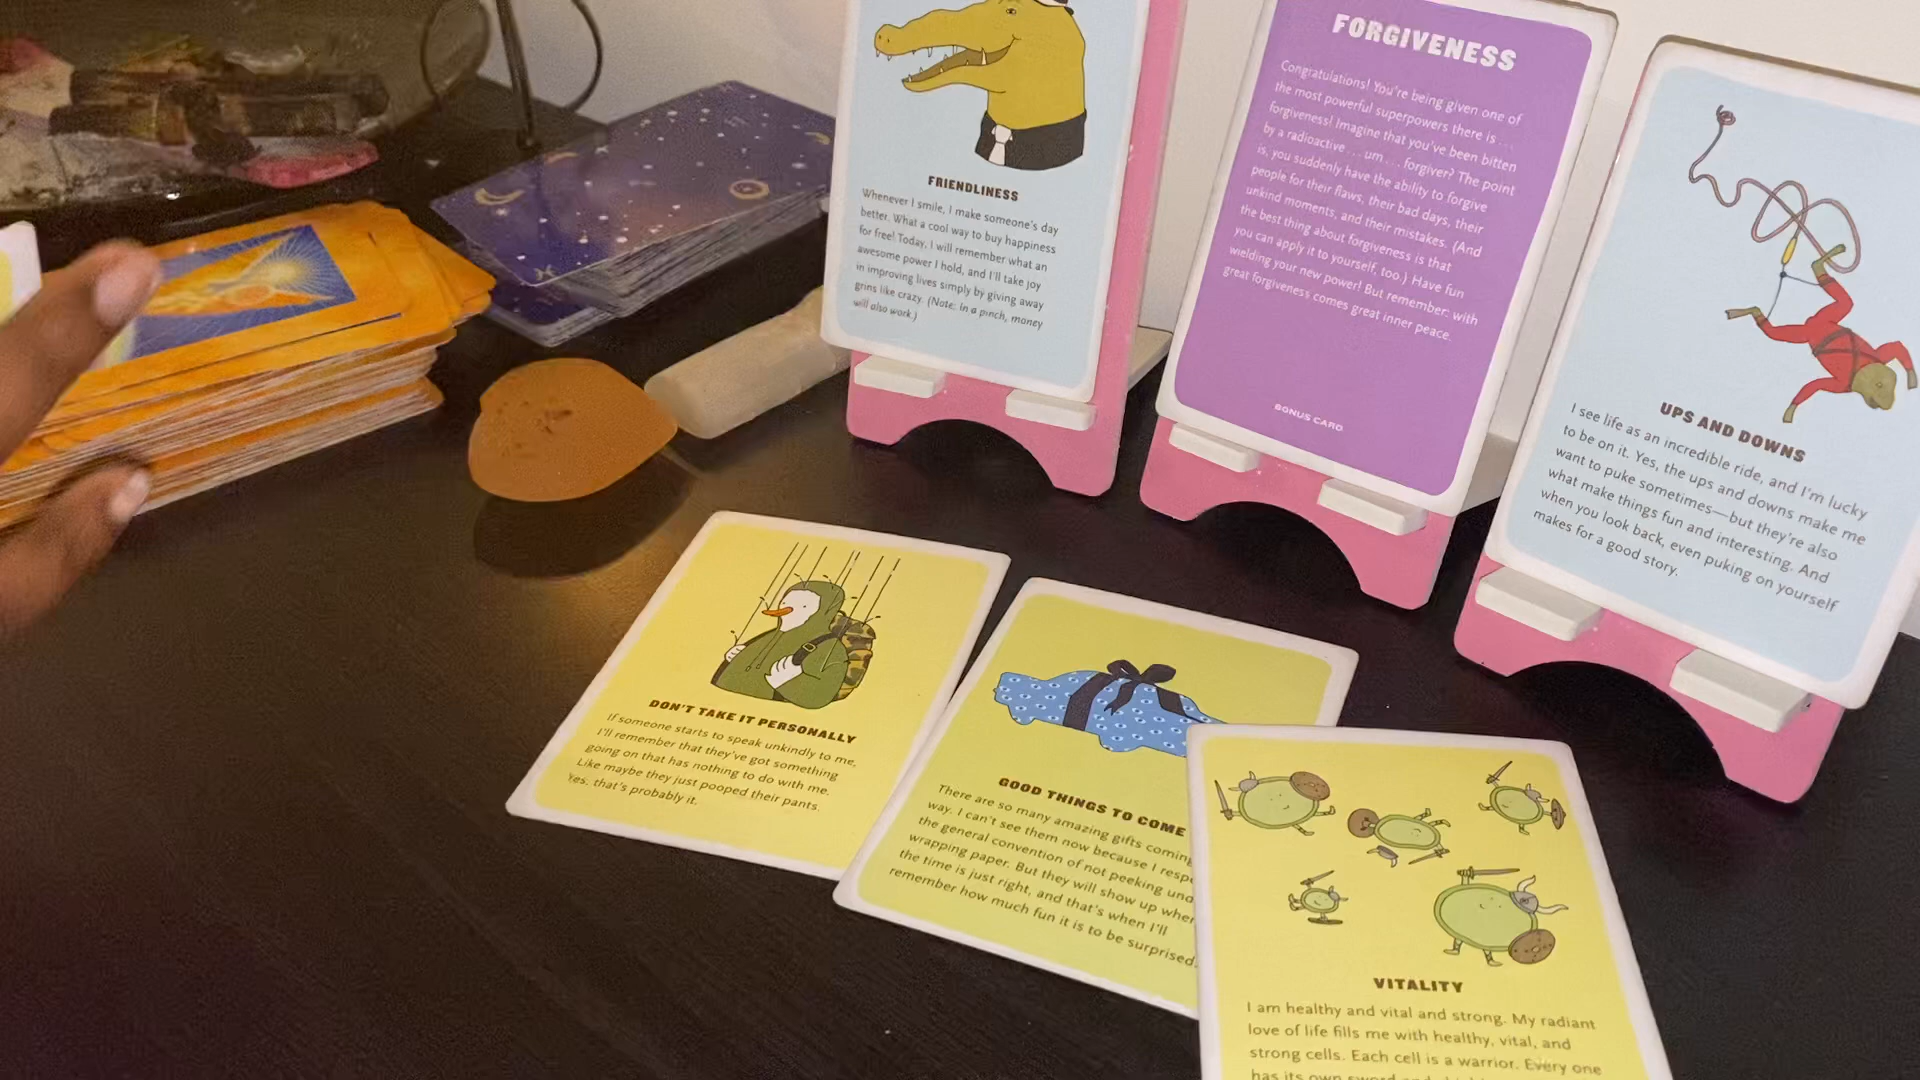 FRIENDLINESS
Whenever I smile, I make someone's day
better. What a cool way to buy happiness
for free! Today, I will remember what an
awesome power I hold, and I'll take joy
in improving lives simply by giving away
grins like crazy. (Note: In a pinch, money
will also work.)
FORGIVENESS
Congratulations! You're being given one of
the most powerful superpowers there is ...
forgiveness! Imagine that you've been bitten
by a radioactive ... um ... forgiver? The point
is, you suddenly have the ability to forgive
people for their flaws, their bad days, their
unkind moments, and their mistakes. (And
the best thing about forgiveness is that
you can apply it to yourself, too.) Have fun
wielding your new power! But remember: with
great forgiveness comes great inner peace.
BONUS CARD
UPS AND DOWNS
I see life as an incredible ride, and I'm lucky
to be on it. Yes, the ups and downs make me
want to puke sometimes—but they're also
what make things fun and interesting. And
when you look back, even puking on yourself
makes for a good story.
DON'T TAKE IT PERSONALLY
If someone starts to speak unkindly to me,
I'll remember that they've got something
going on that has nothing to do with me.
Like maybe they just pooped their pants.
Yes, that's probably it.
GOOD THINGS TO COME
There are so many amazing gifts coming
way. I can't see them now because I resp
the general convention of not peeking und
wrapping paper. But they will show up when
the time is just right, and that's when I'll
remember how much fun it is to be surprised.
VITALITY
I am healthy and vital and strong. My radiant
love of life fills me with healthy, vital, and
strong cells. Each cell is a warrior. Every one
has its own sword and